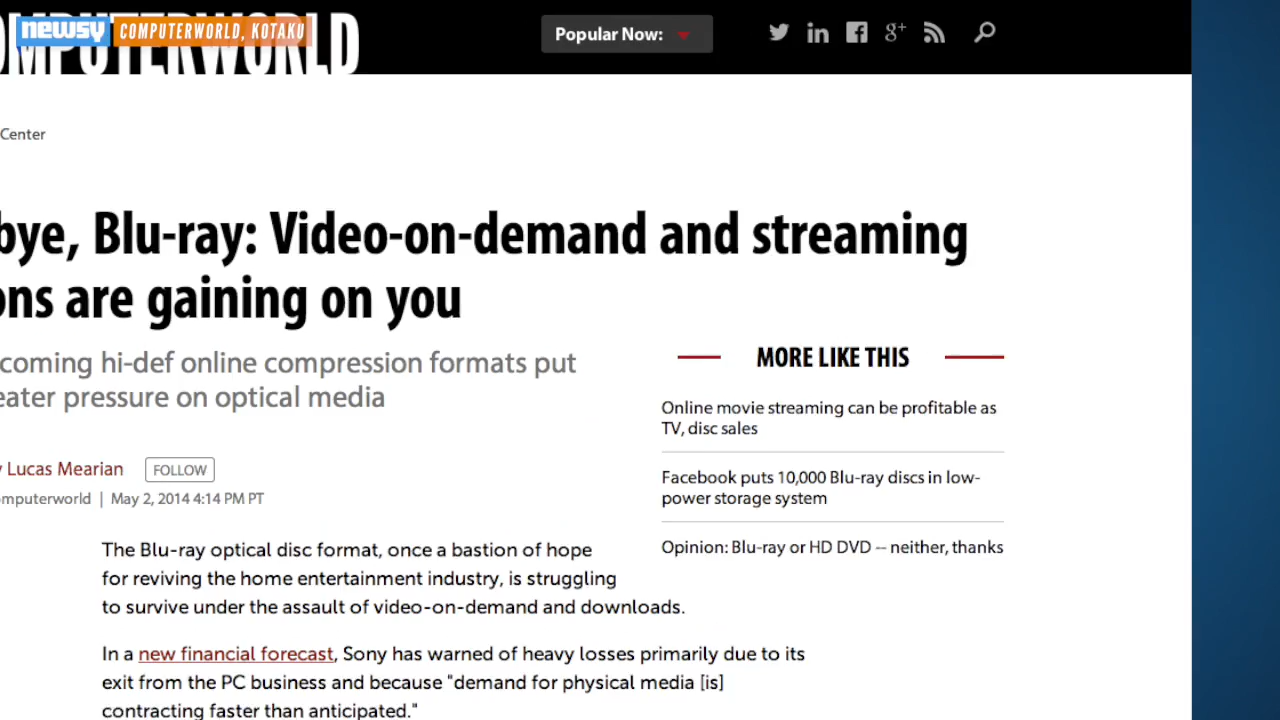 newsy COMPUTERWORLD, KOTAKU
OMPUTERWORLD
Popular Now:
Center
bye, Blu-ray: Video-on-demand and streaming
ons are gaining on you
coming hi-def online compression formats put
eater pressure on optical media
MORE LIKE THIS
Online movie streaming can be profitable as
TV, disc sales
Facebook puts 10,000 Blu-ray discs in low-
power storage system
Opinion: Blu-ray or HD DVD -- neither, thanks
y Lucas Mearian FOLLOW
omputerworld | May 2, 2014 4:14 PM PT
The Blu-ray optical disc format, once a bastion of hope
for reviving the home entertainment industry, is struggling
to survive under the assault of video-on-demand and downloads.
In a new financial forecast, Sony has warned of heavy losses primarily due to its
exit from the PC business and because "demand for physical media [is]
contracting faster than anticipated."